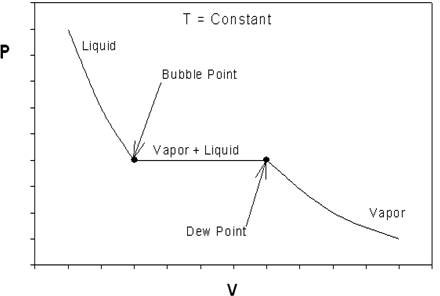 T = Constant
Liquid
P
Bubble Point
Vapor + Liquid
Vapor
Dew Point
V